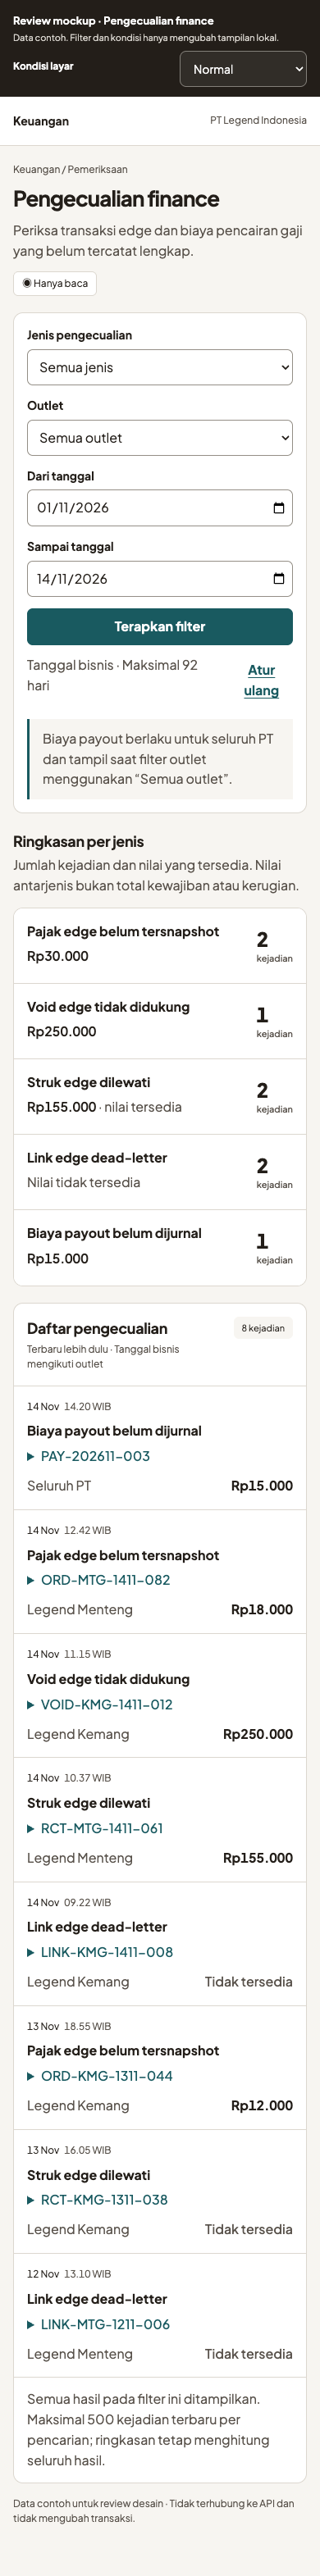 Review mockup · Pengecualian finance
Data contoh. Filter dan kondisi hanya mengubah tampilan lokal.
Kondisi layar
Normal
Keuangan
PT Legend Indonesia
Keuangan / Pemeriksaan
Pengecualian finance
Periksa transaksi edge dan biaya pencairan gaji
yang belum tercatat lengkap.
◉ Hanya baca
Jenis pengecualian
Semua jenis
Outlet
Semua outlet
Dari tanggal
01/11/2026
Sampai tanggal
14/11/2026
Terapkan filter
Tanggal bisnis · Maksimal 92
hari
Atur
ulang
Biaya payout berlaku untuk seluruh PT
dan tampil saat filter outlet
menggunakan “Semua outlet”.
Ringkasan per jenis
Jumlah kejadian dan nilai yang tersedia. Nilai
antarjenis bukan total kewajiban atau kerugian.
Pajak edge belum tersnapshot
Rp30.000
2
kejadian
Void edge tidak didukung
Rp250.000
1
kejadian
Struk edge dilewati
Rp155.000 · nilai tersedia
2
kejadian
Link edge dead-letter
Nilai tidak tersedia
2
kejadian
Biaya payout belum dijurnal
Rp15.000
1
kejadian
Daftar pengecualian
8 kejadian
Terbaru lebih dulu · Tanggal bisnis
mengikuti outlet
14 Nov 14.20 WIB
Biaya payout belum dijurnal
▶ PAY-202611-003
Seluruh PT
Rp15.000
14 Nov 12.42 WIB
Pajak edge belum tersnapshot
▶ ORD-MTG-1411-082
Legend Menteng
Rp18.000
14 Nov 11.15 WIB
Void edge tidak didukung
▶ VOID-KMG-1411-012
Legend Kemang
Rp250.000
14 Nov 10.37 WIB
Struk edge dilewati
▶ RCT-MTG-1411-061
Legend Menteng
Rp155.000
14 Nov 09.22 WIB
Link edge dead-letter
▶ LINK-KMG-1411-008
Legend Kemang
Tidak tersedia
13 Nov 18.55 WIB
Pajak edge belum tersnapshot
▶ ORD-KMG-1311-044
Legend Kemang
Rp12.000
13 Nov 16.05 WIB
Struk edge dilewati
▶ RCT-KMG-1311-038
Legend Kemang
Tidak tersedia
12 Nov 13.10 WIB
Link edge dead-letter
▶ LINK-MTG-1211-006
Legend Menteng
Tidak tersedia
Semua hasil pada filter ini ditampilkan.
Maksimal 500 kejadian terbaru per
pencarian; ringkasan tetap menghitung
seluruh hasil.
Data contoh untuk review desain · Tidak terhubung ke API dan
tidak mengubah transaksi.